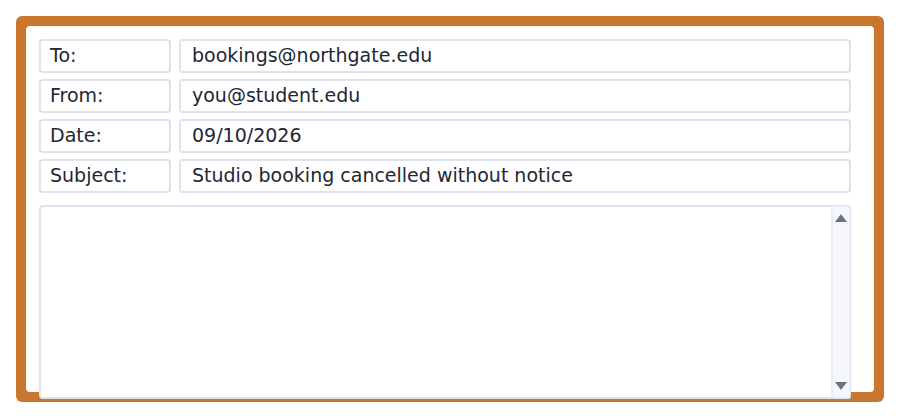 To: bookings@northgate.edu
From: you@student.edu
Date: 09/10/2026
Subject: Studio booking cancelled without notice